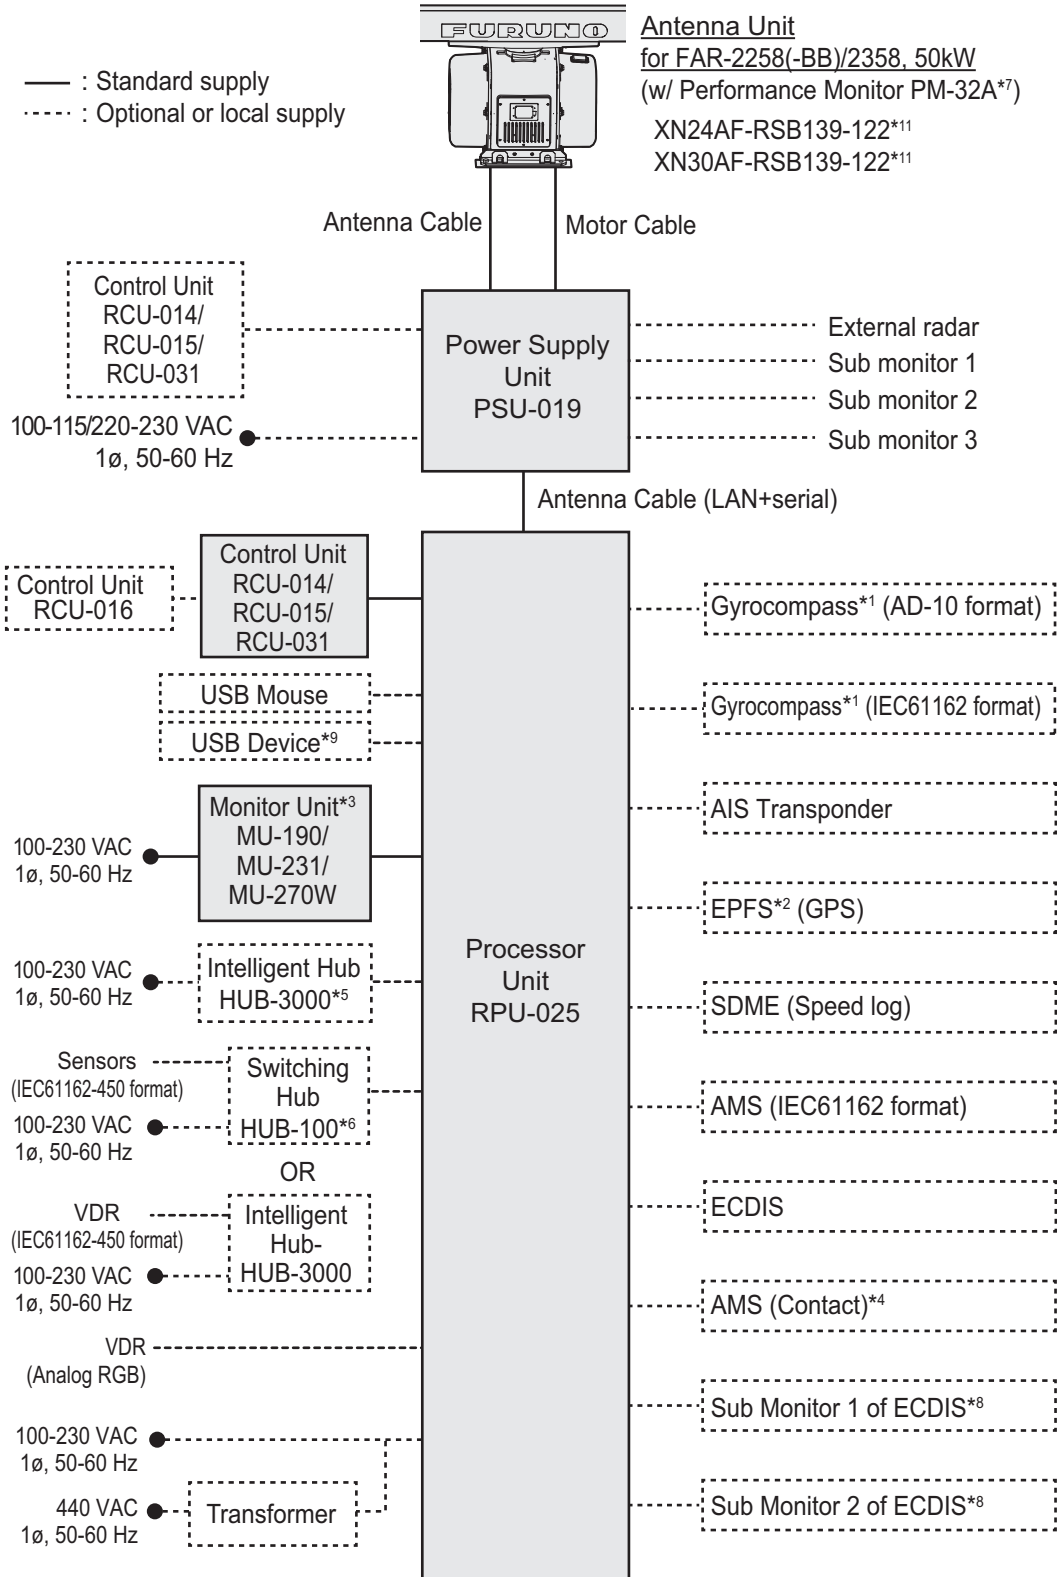 FURUNO
Antenna Unit
for FAR-2258(-BB)/2358, 50kW
(w/ Performance Monitor PM-32A*7)
XN24AF-RSB139-122*11
XN30AF-RSB139-122*11
: Standard supply
: Optional or local supply
Antenna Cable
Motor Cable
Control Unit
RCU-014/
RCU-015/
RCU-031
100-115/220-230 VAC
1ø, 50-60 Hz
Power Supply
Unit
PSU-019
External radar
Sub monitor 1
Sub monitor 2
Sub monitor 3
Antenna Cable (LAN+serial)
Control Unit
RCU-016
Control Unit
RCU-014/
RCU-015/
RCU-031
USB Mouse
USB Device*9
Monitor Unit*3
MU-190/
MU-231/
MU-270W
100-230 VAC
1ø, 50-60 Hz
Intelligent Hub
HUB-3000*5
100-230 VAC
1ø, 50-60 Hz
Sensors
(IEC61162-450 format)
100-230 VAC
1ø, 50-60 Hz
Switching
Hub
HUB-100*6
OR
VDR
(IEC61162-450 format)
100-230 VAC
1ø, 50-60 Hz
Intelligent
Hub-
HUB-3000
VDR
(Analog RGB)
100-230 VAC
1ø, 50-60 Hz
440 VAC
1ø, 50-60 Hz
Transformer
Processor
Unit
RPU-025
Gyrocompass*1 (AD-10 format)
Gyrocompass*1 (IEC61162 format)
AIS Transponder
EPFS*2 (GPS)
SDME (Speed log)
AMS (IEC61162 format)
ECDIS
AMS (Contact)*4
Sub Monitor 1 of ECDIS*8
Sub Monitor 2 of ECDIS*8